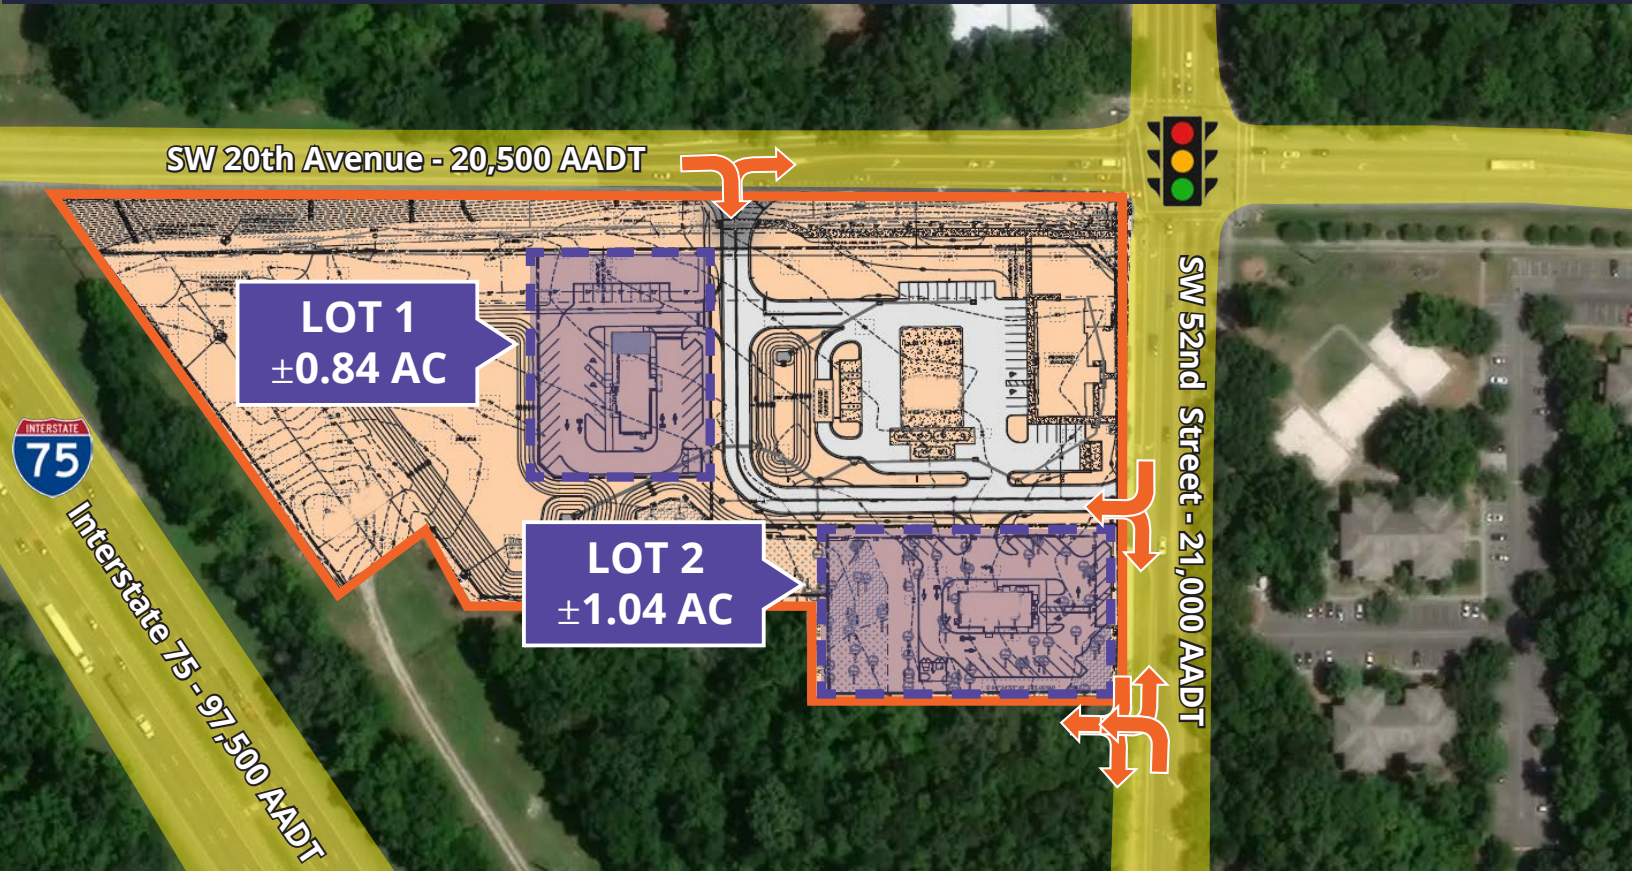 SW 20th Avenue - 20,500 AADT
LOT 1
±0.84 AC
INTERSTATE
75
Interstate 75 - 97,500 AADT
LOT 2
±1.04 AC
SW 52nd Street - 21,000 AADT